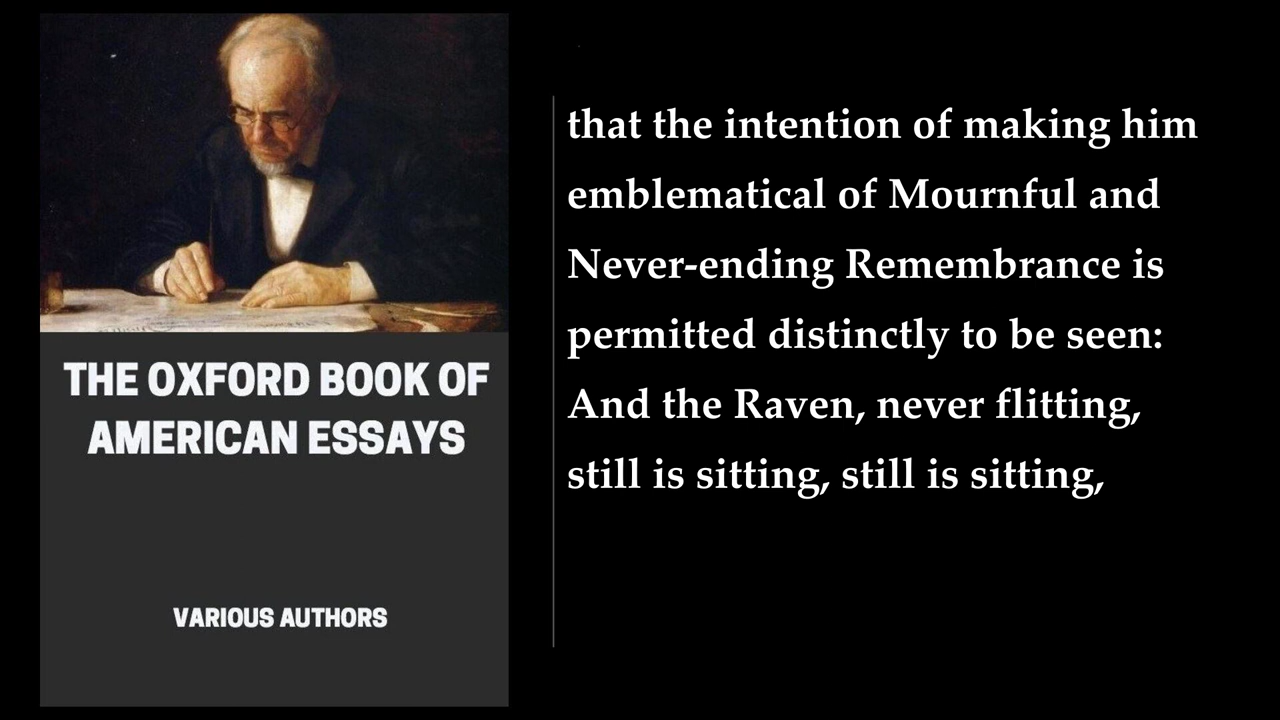 THE OXFORD BOOK OF
AMERICAN ESSAYS
VARIOUS AUTHORS
that the intention of making him
emblematical of Mournful and
Never-ending Remembrance is
permitted distinctly to be seen:
And the Raven, never flitting,
still is sitting, still is sitting,